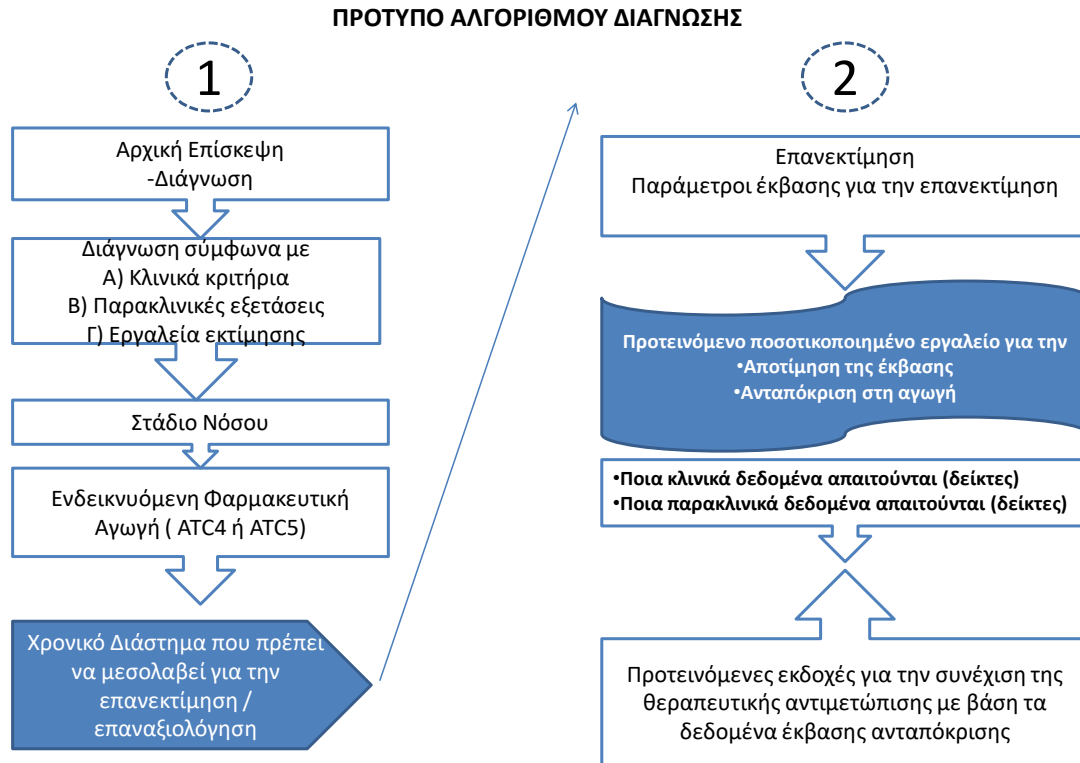 ΠΡΟΤΥΠΟ ΑΛΓΟΡΙΘΜΟΥ ΔΙΑΓΝΩΣΗΣ
1
Αρχική Επίσκεψη
-Διάγνωση
Διάγνωση σύμφωνα με
Α) Κλινικά κριτήρια
Β) Παρακλινικές εξετάσεις
Γ) Εργαλεία εκτίμησης
Στάδιο Νόσου
Ενδεικνυόμενη Φαρμακευτική
Αγωγή ( ATC4 ή ATC5)
Χρονικό Διάστημα που πρέπει
να μεσολαβεί για την
επανεκτίμηση /
επαναξιολόγηση
2
Επανεκτίμηση
Παράμετροι έκβασης για την επανεκτίμηση
Προτεινόμενο ποσοτικοποιημένο εργαλείο για την
•Αποτίμηση της έκβασης
•Ανταπόκριση στη αγωγή
•Ποια κλινικά δεδομένα απαιτούνται (δείκτες)
•Ποια παρακλινικά δεδομένα απαιτούνται (δείκτες)
Προτεινόμενες εκδοχές για την συνέχιση της
θεραπευτικής αντιμετώπισης με βάση τα
δεδομένα έκβασης ανταπόκρισης